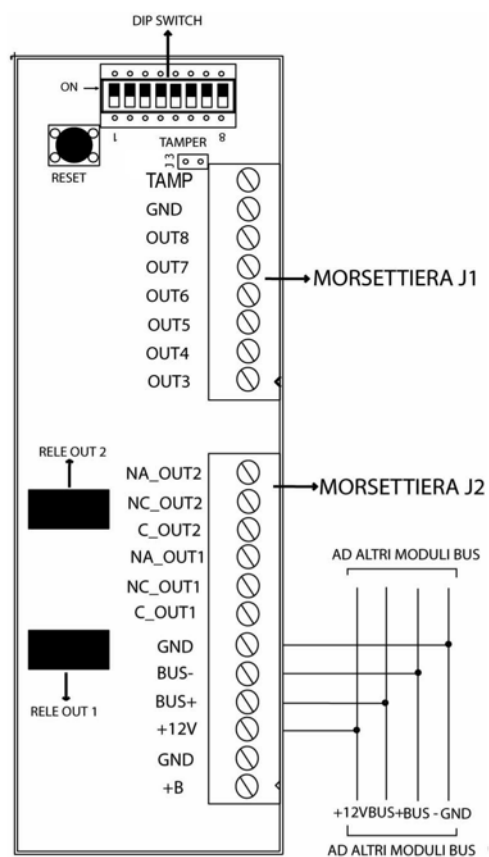 DIP SWITCH
ON
1
8
TAMPER
J3
RESET
TAMP
GND
OUT8
OUT7
OUT6
OUT5
OUT4
OUT3
MORSETTIERA J1
RELE OUT 2
NA_OUT2
NC_OUT2
C_OUT2
NA_OUT1
NC_OUT1
C_OUT1
GND
BUS-
BUS+
+12V
GND
+B
MORSETTIERA J2
RELE OUT 1
AD ALTRI MODULI BUS
+12VBUS+BUS - GND
AD ALTRI MODULI BUS